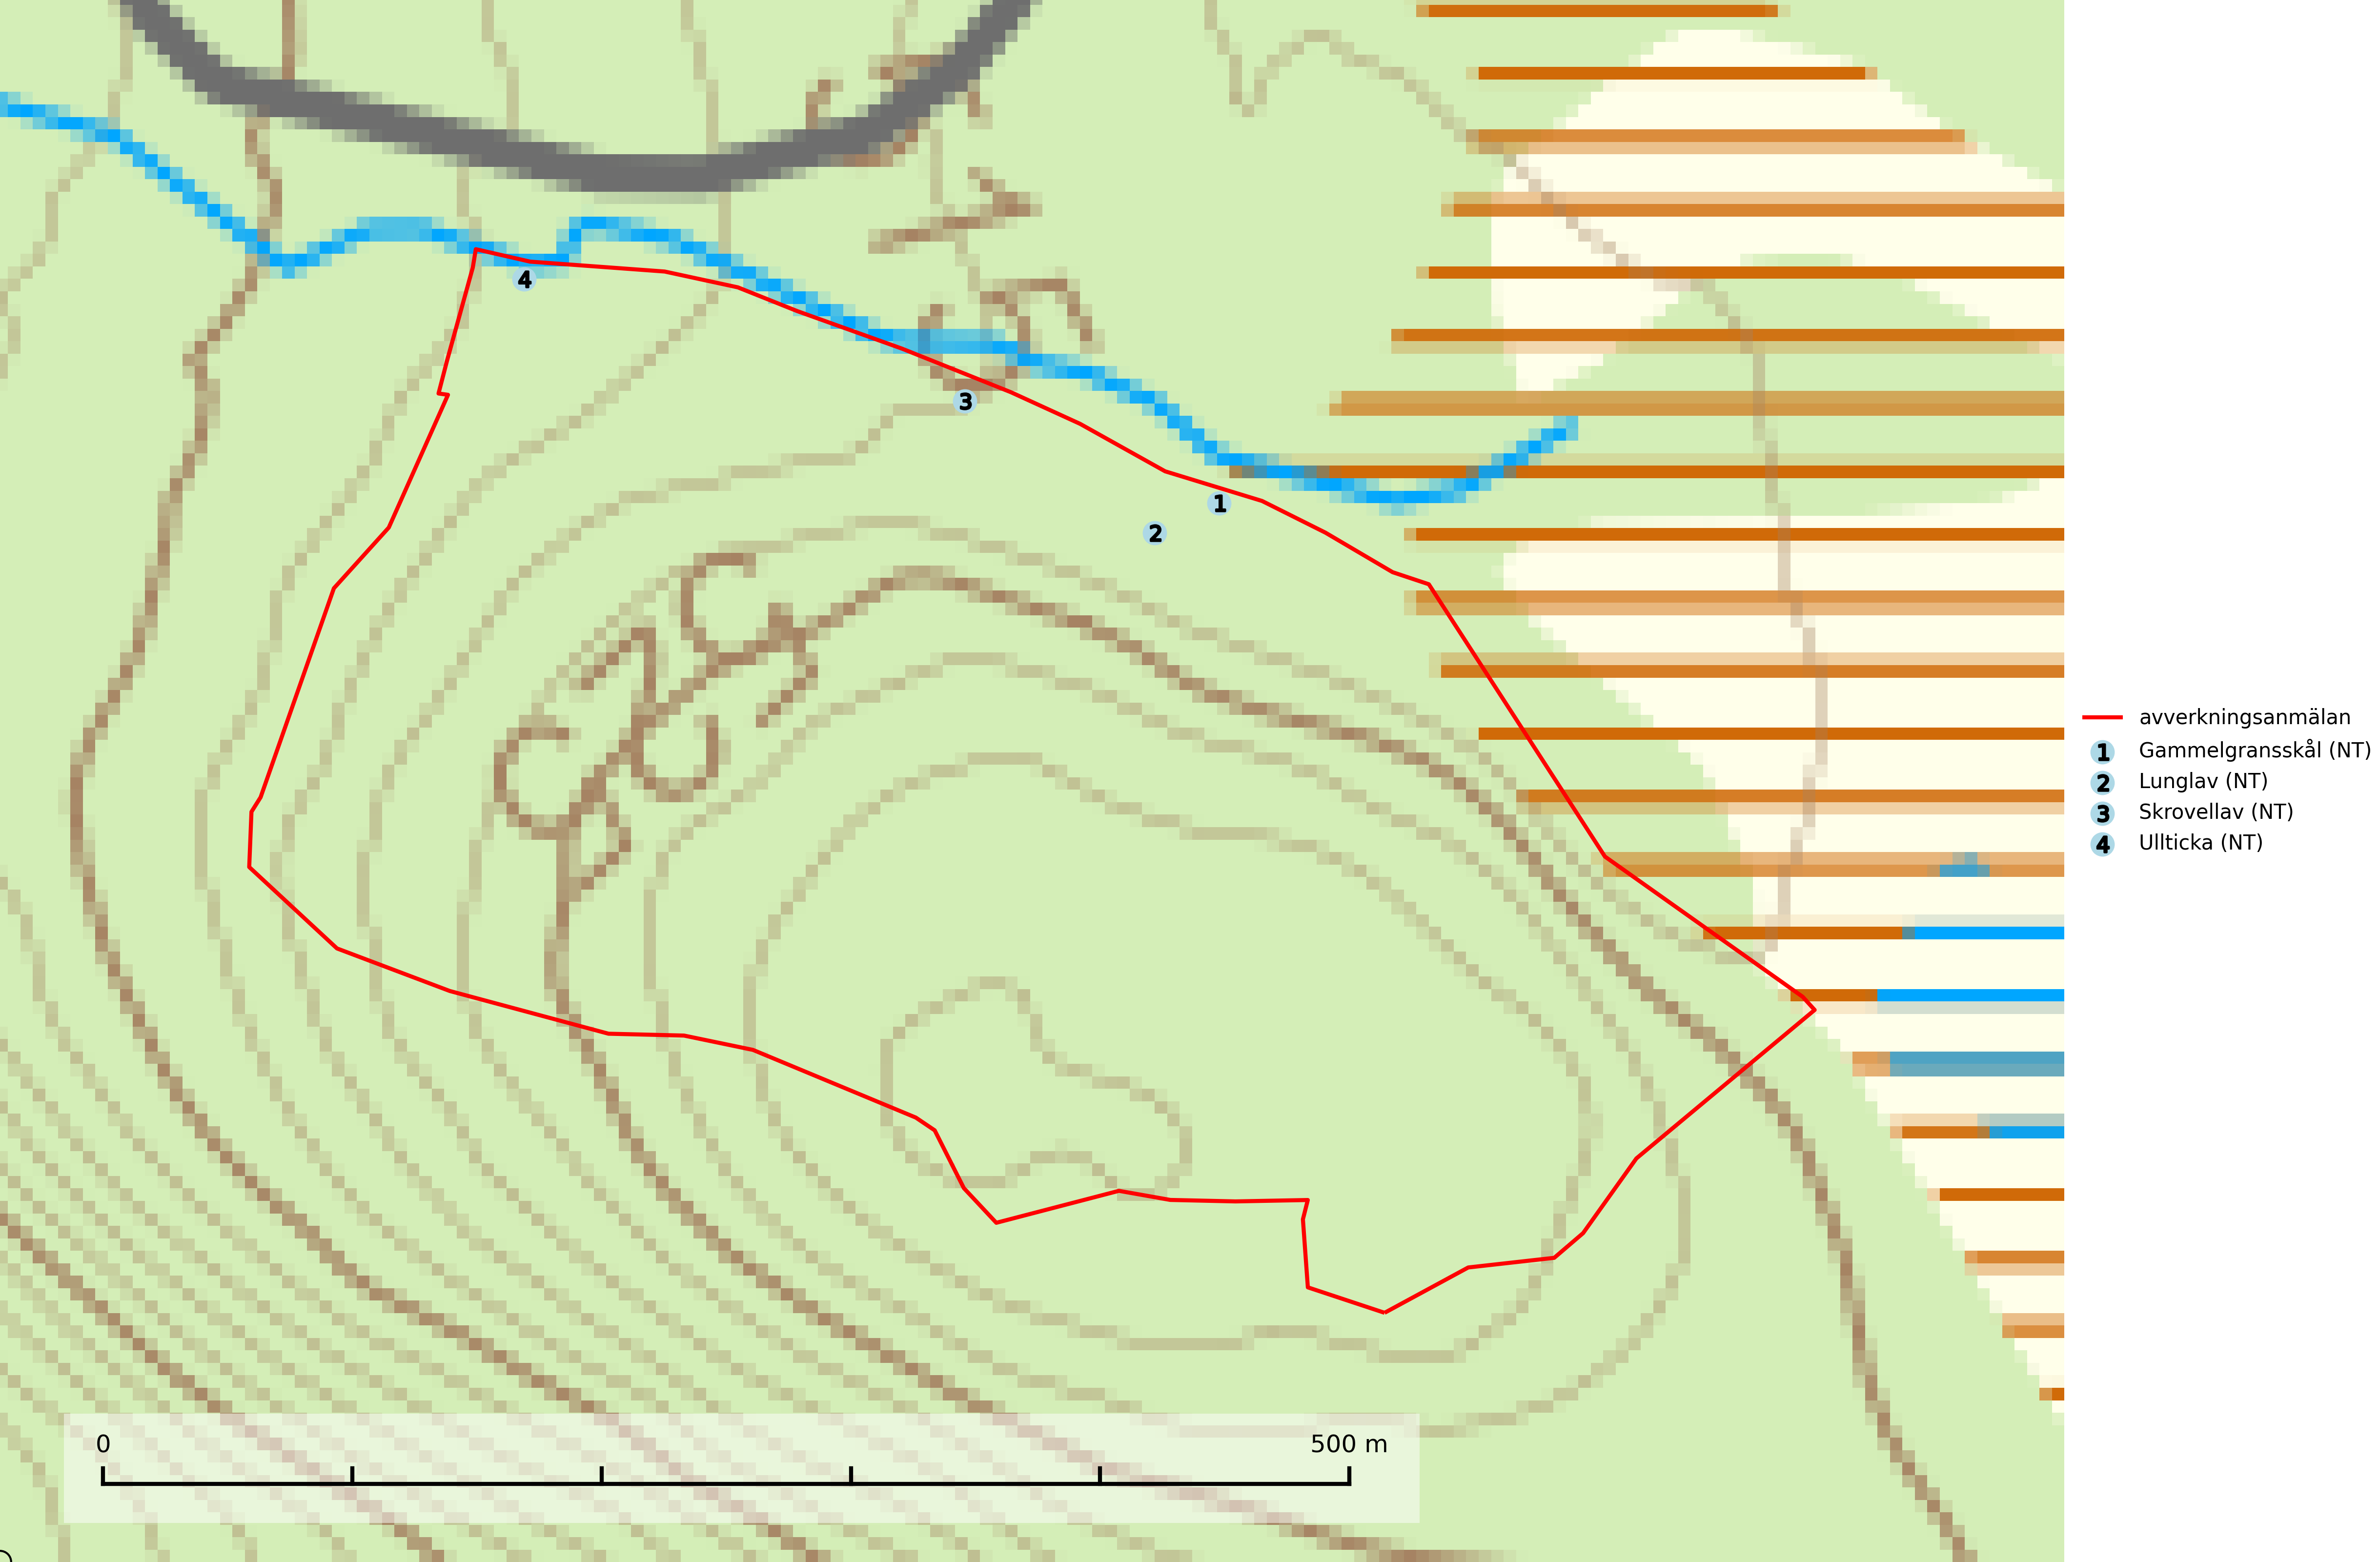 4
3
1
2
avverkningsanmälan
1 Gammelgransskål (NT)
2 Lunglav (NT)
3 Skrovellav (NT)
4 Ullticka (NT)
0 500 m